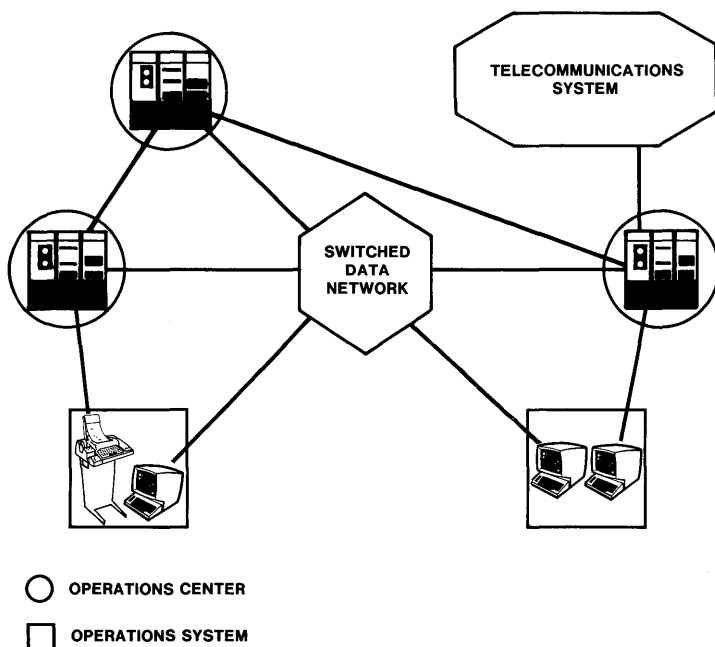 TELECOMMUNICATIONS
SYSTEM
SWITCHED
DATA
NETWORK
OPERATIONS CENTER
OPERATIONS SYSTEM